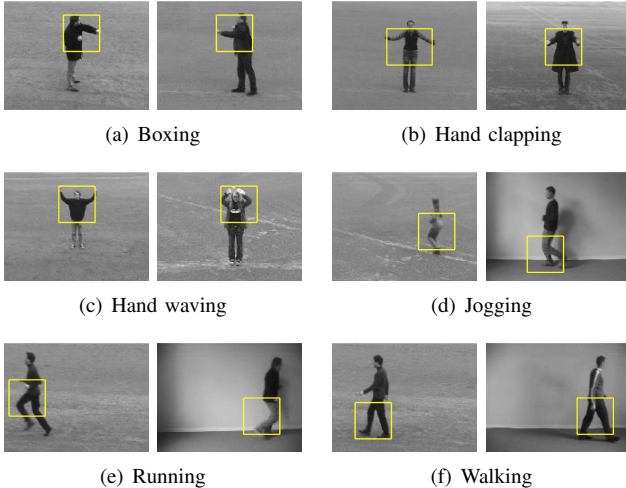 (a) Boxing
(b) Hand clapping
(c) Hand waving
(d) Jogging
(e) Running
(f) Walking